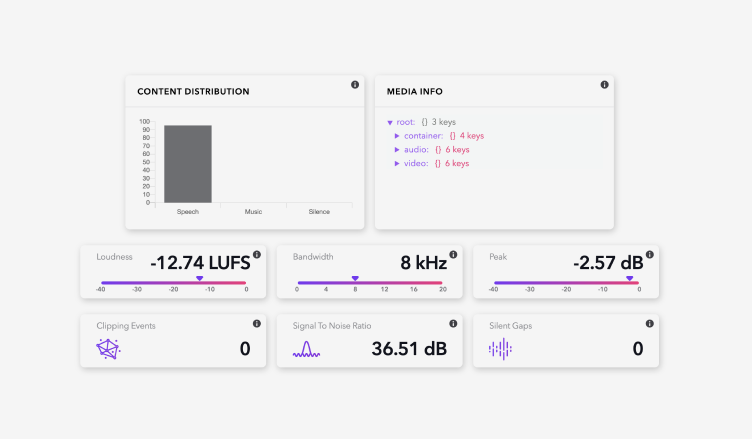 CONTENT DISTRIBUTION
100
90
80
70
60
50
40
30
20
10
0
Speech Music Silence
MEDIA INFO
root: {} 3 keys
container: {} 4 keys
audio: {} 6 keys
video: {} 6 keys
Loudness
-12.74 LUFS
-40 -30 -20 -10 0
Bandwidth
8 kHz
0 4 8 12 16 20
Peak
-2.57 dB
-40 -30 -20 -10 0
Clipping Events
0
Signal To Noise Ratio
36.51 dB
Silent Gaps
0